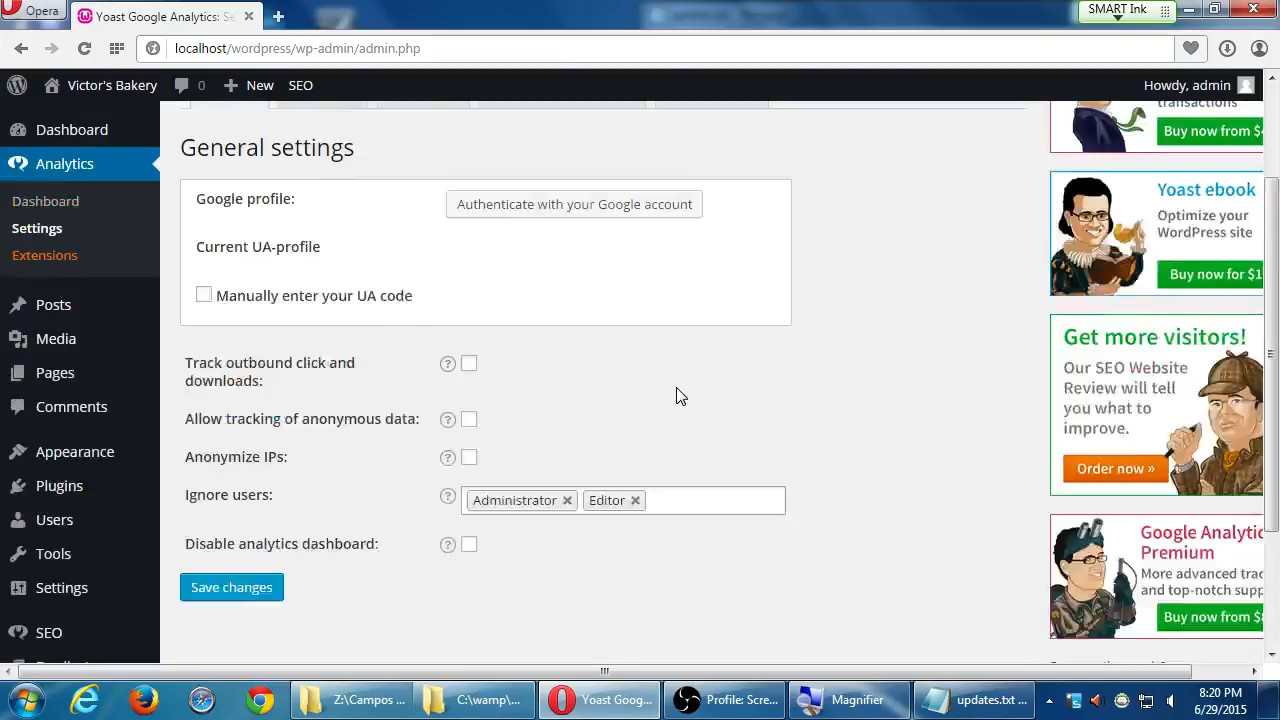 Opera
Yoast Google Analytics: Se
SMART Ink
localhost/wordpress/wp-admin/admin.php
Victor's Bakery
0
New
SEO
Howdy, admin
Dashboard
Analytics
Dashboard
Settings
Extensions
Posts
Media
Pages
Comments
Appearance
Plugins
Users
Tools
Settings
SEO
General settings
Google profile:
Authenticate with your Google account
Current UA-profile
Manually enter your UA code
Track outbound click and
downloads:
Allow tracking of anonymous data:
Anonymize IPs:
Ignore users:
Administrator
Editor
Disable analytics dashboard:
Save changes
transactions
Buy now from $
Yoast ebook
Optimize your
WordPress site
Buy now for $1
Get more visitors!
Our SEO Website
Review will tell
you what to
improve.
Order now »
Google Analytic
Premium
More advanced trac
and top-notch supp
Buy now from $
Z:\Campos ...
C:\wamp\...
Yoast Goog...
Profile: Scre...
Magnifier
updates.txt ...
8:20 PM
6/29/2015